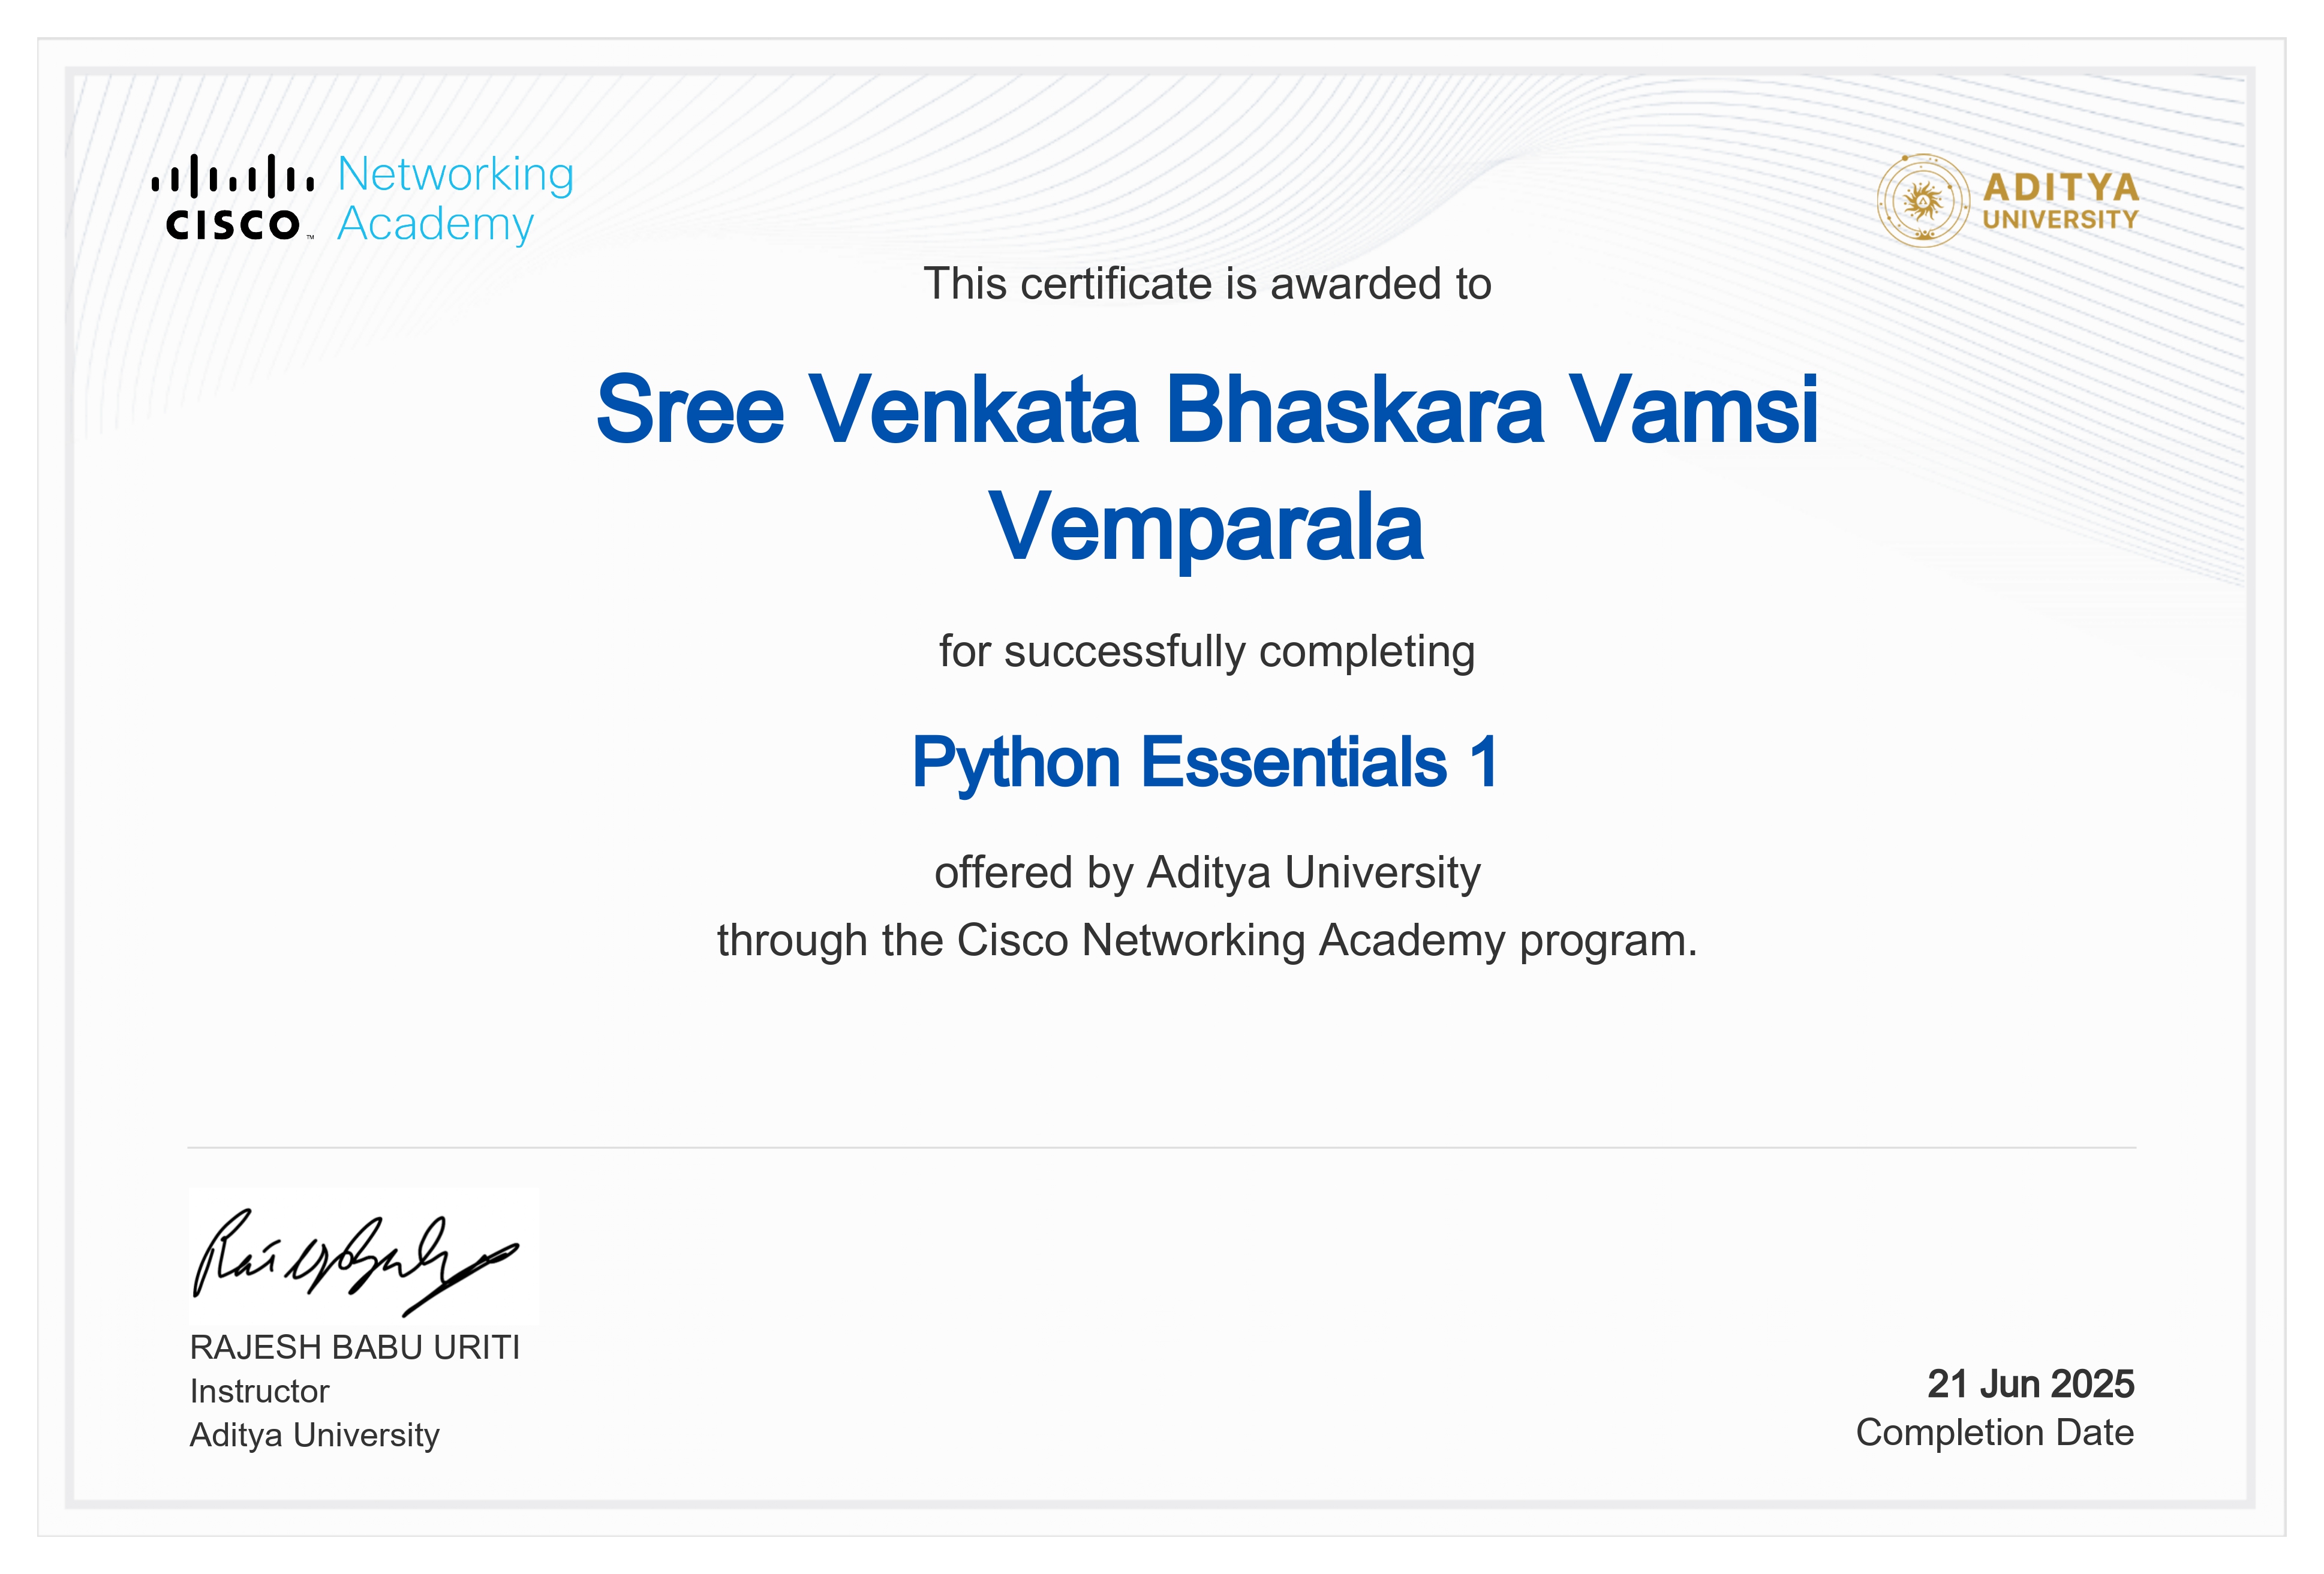 CISCO™ Networking
Academy
ADITYA
UNIVERSITY
This certificate is awarded to
Sree Venkata Bhaskara Vamsi
Vemparala
for successfully completing
Python Essentials 1
offered by Aditya University
through the Cisco Networking Academy program.
RAJESH BABU URITI
Instructor
Aditya University
21 Jun 2025
Completion Date